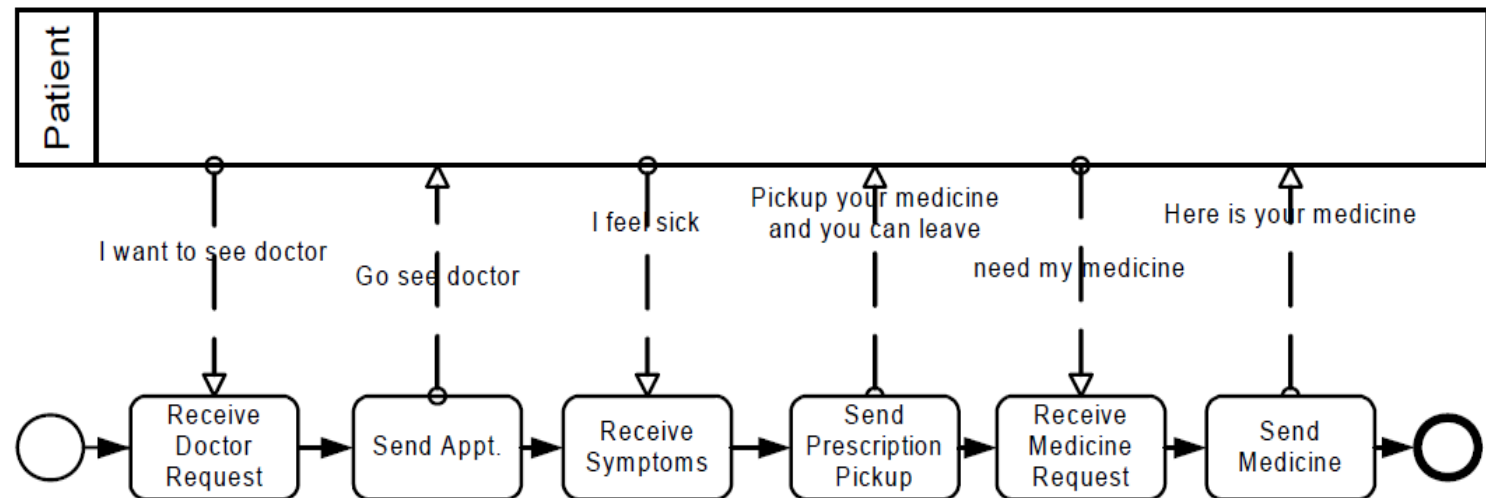 Patient
I want to see doctor
Go see doctor
I feel sick
Pickup your medicine
and you can leave
need my medicine
Here is your medicine
Receive
Doctor
Request
Send Appt.
Receive
Symptoms
Send
Prescription
Pickup
Receive
Medicine
Request
Send
Medicine